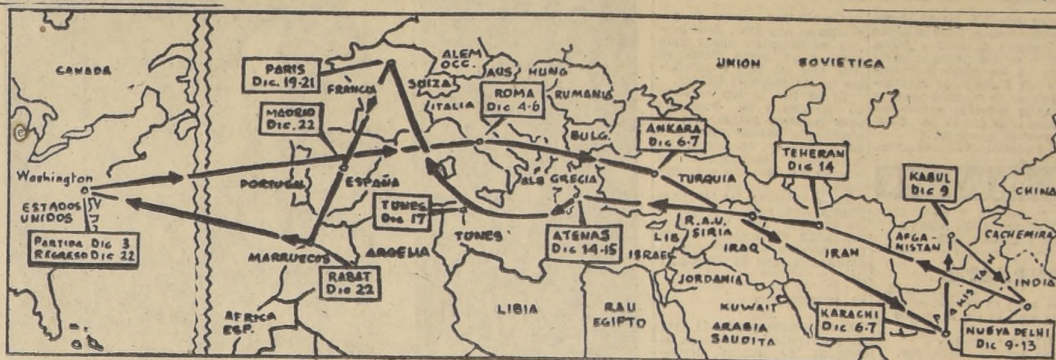 CANADA
Washington
ESTADOS
UNIDOS
PARTIDA DIC 3
REGRESO DIC 22
PARIS
DIC. 19-21
FRANCIA
MADRID
DIC. 22
PORTUGAL
ESPAÑA
MARRUECOS
RABAT
DIC 22
AFRICA
ESP.
ARGELIA
TUNES
DIC 17
TUNES
ALEM
OCC.
SUIZA
AUS
HUNG
ITALIA
ROMA
DIC 4-6
RUMANIA
BULG.
ALB
GRECIA
ATENAS
DIC 14-15
LIBIA
RAU
EGIPTO
UNION SOVIETICA
ANKARA
DIC 6-7
TURQUIA
R.A.U.
SIRIA
LIB
ISRAEL
IRAQ
JORDANIA
KUWAIT
ARABIA
SAUDITA
TEHERAN
DIC 14
IRAN
KABUL
DIC 9
AFGA-
NISTAN
PAKISTAN
KARACHI
DIC 6-7
CHINA
CACHEMIRA
INDIA
NUEVA DELHI
DIC 9-13